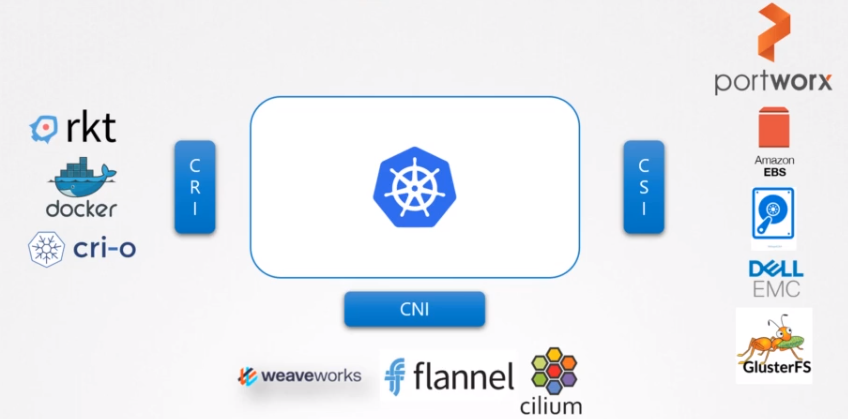 portworx
rkt
docker
cri-o
C
R
I
C
S
I
Amazon
EBS
DELL
EMC
CNI
GlusterFS
weaveworks
flannel
cilium